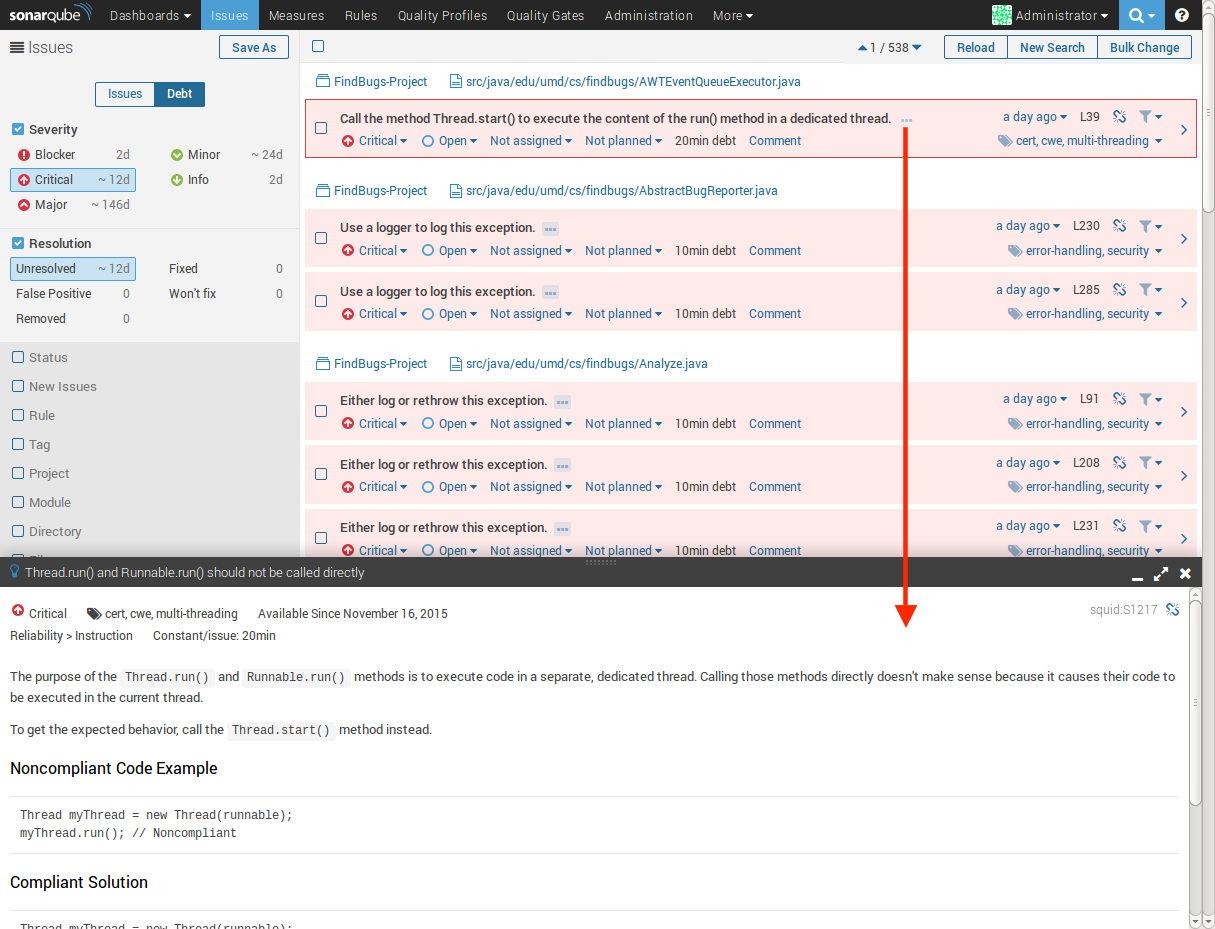 sonarqube Dashboards Issues Measures Rules Quality Profiles Quality Gates Administration More Administrator ?
Issues Save As
1 / 538 Reload New Search Bulk Change
Issues Debt
Severity
Blocker 2d Minor ~ 24d
Critical ~ 12d Info 2d
Major ~ 146d
Resolution
Unresolved ~ 12d Fixed 0
False Positive 0 Won't fix 0
Removed 0
Status
New Issues
Rule
Tag
Project
Module
Directory
FindBugs-Project src/java/edu/umd/cs/findbugs/AWTEventQueueExecutor.java
Call the method Thread.start() to execute the content of the run() method in a dedicated thread. ... a day ago L39
Critical Open Not assigned Not planned 20min debt Comment cert, cwe, multi-threading
FindBugs-Project src/java/edu/umd/cs/findbugs/AbstractBugReporter.java
Use a logger to log this exception. ... a day ago L230
Critical Open Not assigned Not planned 10min debt Comment error-handling, security
Use a logger to log this exception. ... a day ago L285
Critical Open Not assigned Not planned 10min debt Comment error-handling, security
FindBugs-Project src/java/edu/umd/cs/findbugs/Analyze.java
Either log or rethrow this exception. ... a day ago L91
Critical Open Not assigned Not planned 10min debt Comment error-handling, security
Either log or rethrow this exception. ... a day ago L208
Critical Open Not assigned Not planned 10min debt Comment error-handling, security
Either log or rethrow this exception. ... a day ago L231
Critical Open Not assigned Not planned 10min debt Comment error-handling, security
Thread.run() and Runnable.run() should not be called directly
Critical cert, cwe, multi-threading Available Since November 16, 2015 squid:S1217
Reliability > Instruction Constant/issue: 20min
The purpose of the Thread.run() and Runnable.run() methods is to execute code in a separate, dedicated thread. Calling those methods directly doesn't make sense because it causes their code to
be executed in the current thread.
To get the expected behavior, call the Thread.start() method instead.
Noncompliant Code Example
Thread myThread = new Thread(runnable);
myThread.run(); // Noncompliant
Compliant Solution
Thread myThread = new Thread(runnable);